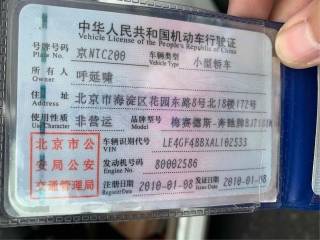 中华人民共和国机动车行驶证
Vehicle License of the People's Republic of China
号牌号码 Plate No. 京NTC200 车辆类型 Vehicle Type 小型轿车
所有人 Owner 呼延啸
住址 Address 北京市海淀区花园东路8号北18楼172号
使用性质 Use Character 非营运 品牌型号 Model 梅赛德斯-奔驰牌
北京市公安局公安交通管理局
车辆识别代号 VIN LE4GF4BBXAL102533
发动机号码 Engine No. 80002586
注册日期 Register Date 2010-01-08 发证日期 Issue Date 2010-01-08